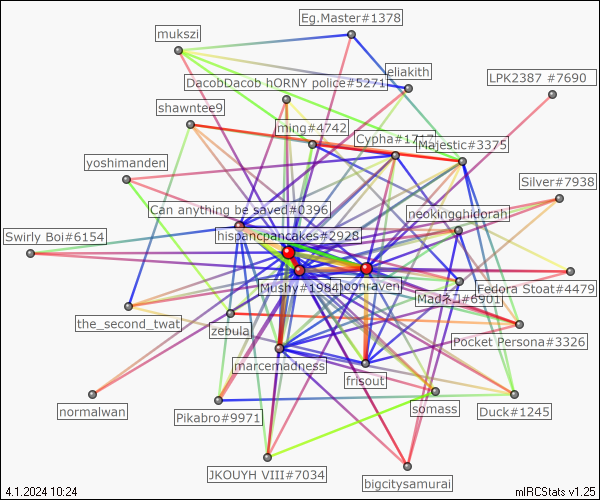 Eg.Master#1378
mukszi
eliakith
LPK2387 #7690
DacobDacob hORNY police#5271
shawntee9
ming#4742
Cypha#1717
Majestic#3375
yoshimanden
Silver#7938
Can anything be saved#0396
neokingghidorah
Swirly Boi#6154
hispancpancakes#2928
Mushy#1984
moonraven
Fedora Stoat#4479
Madネコ#6901
the_second_twat
zebula
Pocket Persona#3326
marcemadness
frisout
normalwan
Pikabro#9971
somass
Duck#1245
JKOUYH VIII#7034
bigcitysamurai
4.1.2024 10:24
mIRCStats v1.25